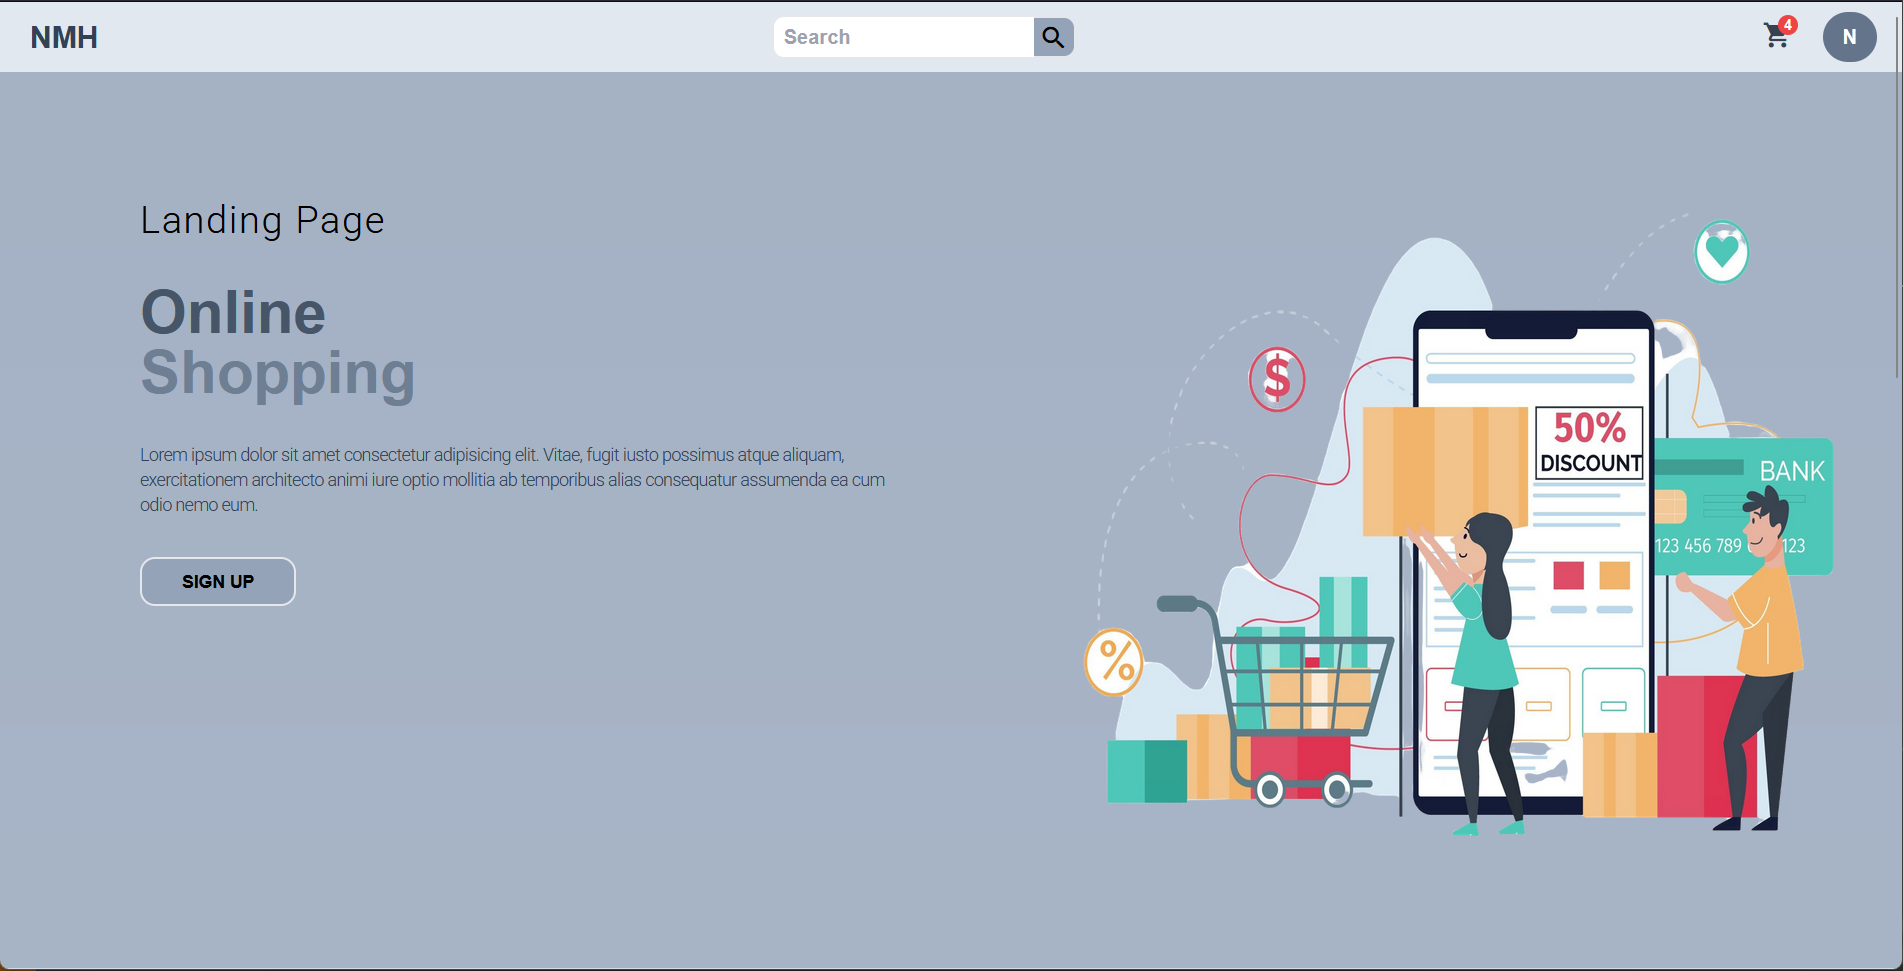 NMH
Search
4
N
Landing Page
Online
Shopping
Lorem ipsum dolor sit amet consectetur adipisicing elit. Vitae, fugit iusto possimus atque aliquam,
exercitationem architecto animi iure optio mollitia ab temporibus alias consequatur assumenda ea cum
odio nemo eum.
SIGN UP
$
50%
DISCOUNT
BANK
123 456 789
123
%